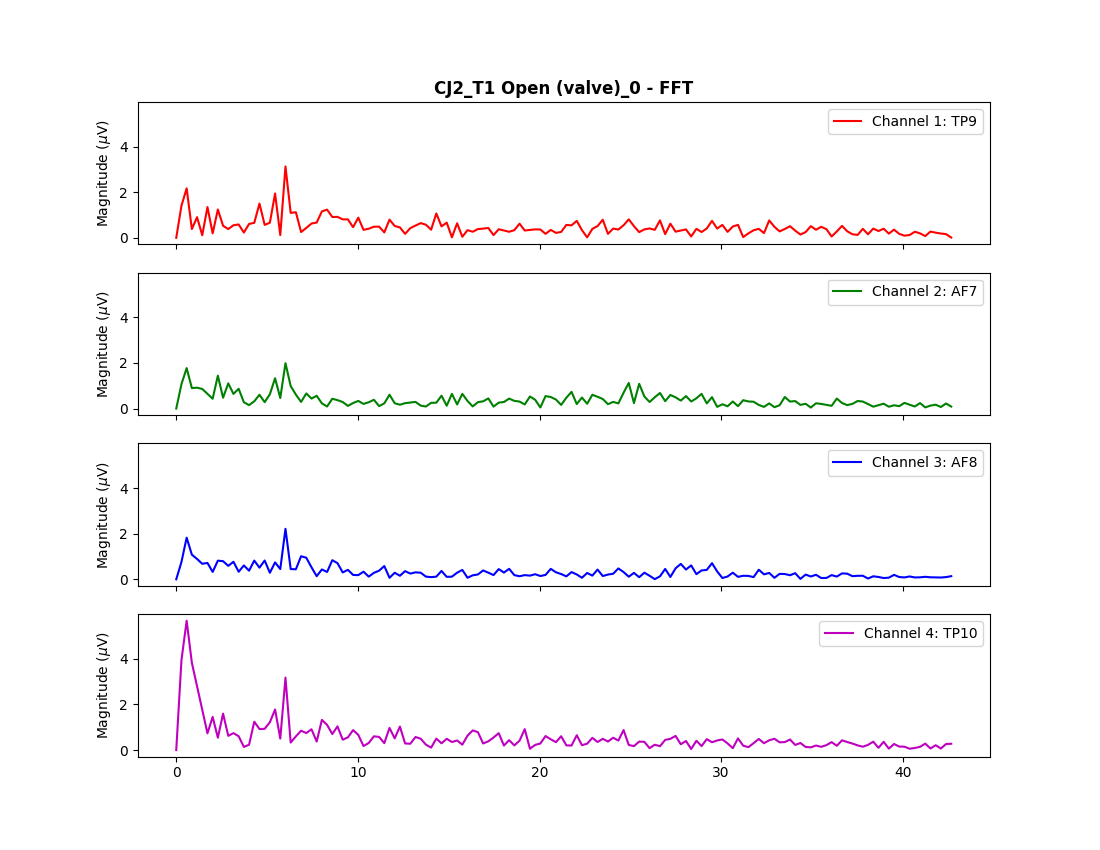 CJ2_T1 Open (valve)_0 - FFT
Magnitude (μV)
4
2
0
Channel 1: TP9
Magnitude (μV)
4
2
0
Channel 2: AF7
Magnitude (μV)
4
2
0
Channel 3: AF8
Magnitude (μV)
4
2
0
Channel 4: TP10
0 10 20 30 40